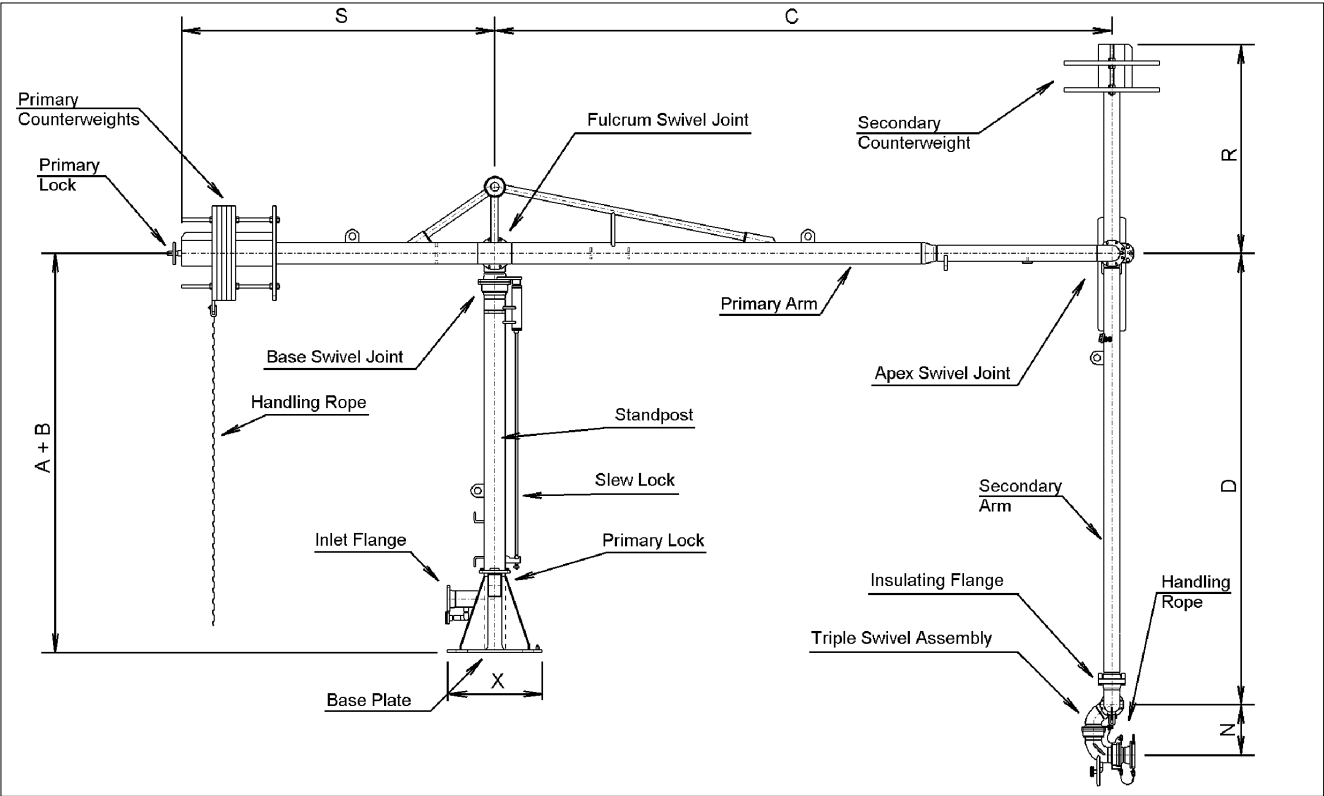 S
C
Primary
Counterweights
Fulcrum Swivel Joint
Secondary
Counterweight
R
Primary
Lock
Primary Arm
Base Swivel Joint
Apex Swivel Joint
Handling Rope
Standpost
A + B
Slew Lock
Secondary
Arm
D
Inlet Flange
Primary Lock
Insulating Flange
Handling
Rope
Triple Swivel Assembly
X
Base Plate
N